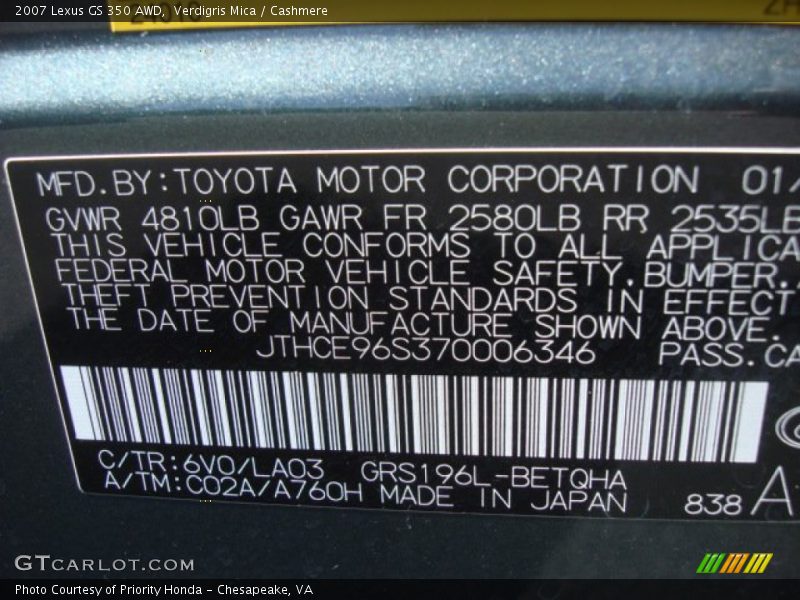 2007 Lexus GS 350 AWD, Verdigris Mica / Cashmere
MFD.BY:TOYOTA MOTOR CORPORATION 01/
GVWR 4810LB GAWR FR 2580LB RR 2535LB
THIS VEHICLE CONFORMS TO ALL APPLICA
FEDERAL MOTOR VEHICLE SAFETY,BUMPER,
THEFT PREVENTION STANDARDS IN EFFECT
THE DATE OF MANUFACTURE SHOWN ABOVE.
JTHCE96S370006346 PASS.CA
C/TR:6V0/LA03 GRS196L-BETQHA
A/TM:C02A/A760H MADE IN JAPAN 838 A
GTCARLOT.COM
Photo Courtesy of Priority Honda - Chesapeake, VA